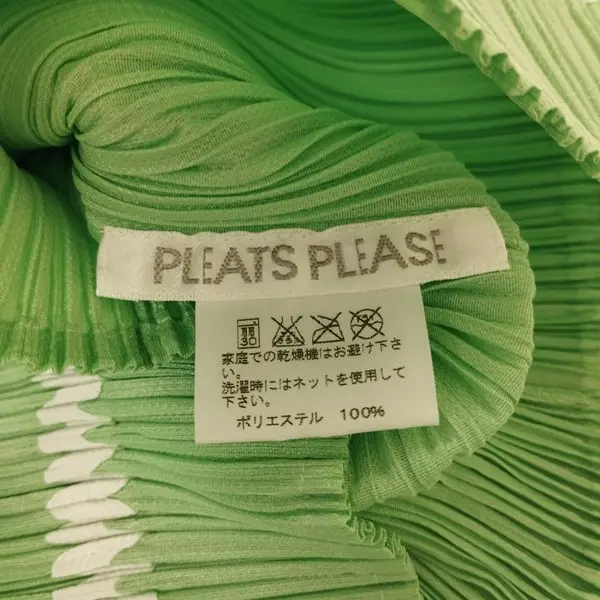 PLEATS PLEASE
30
家庭での乾燥機はお避け下さ
い。
洗濯時にはネットを使用して
下さい。
ポリエステル 100%